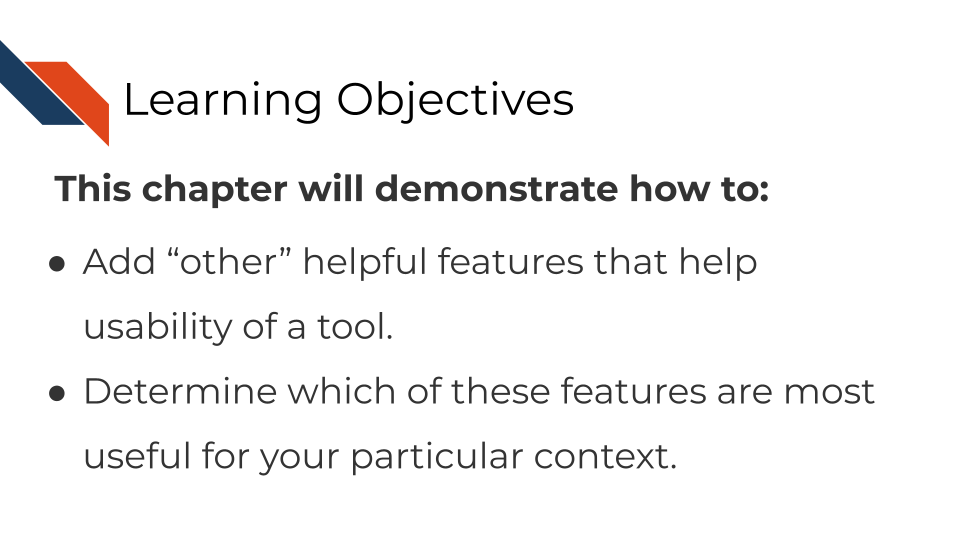 Learning Objectives
This chapter will demonstrate how to:
● Add “other” helpful features that help
usability of a tool.
● Determine which of these features are most
useful for your particular context.